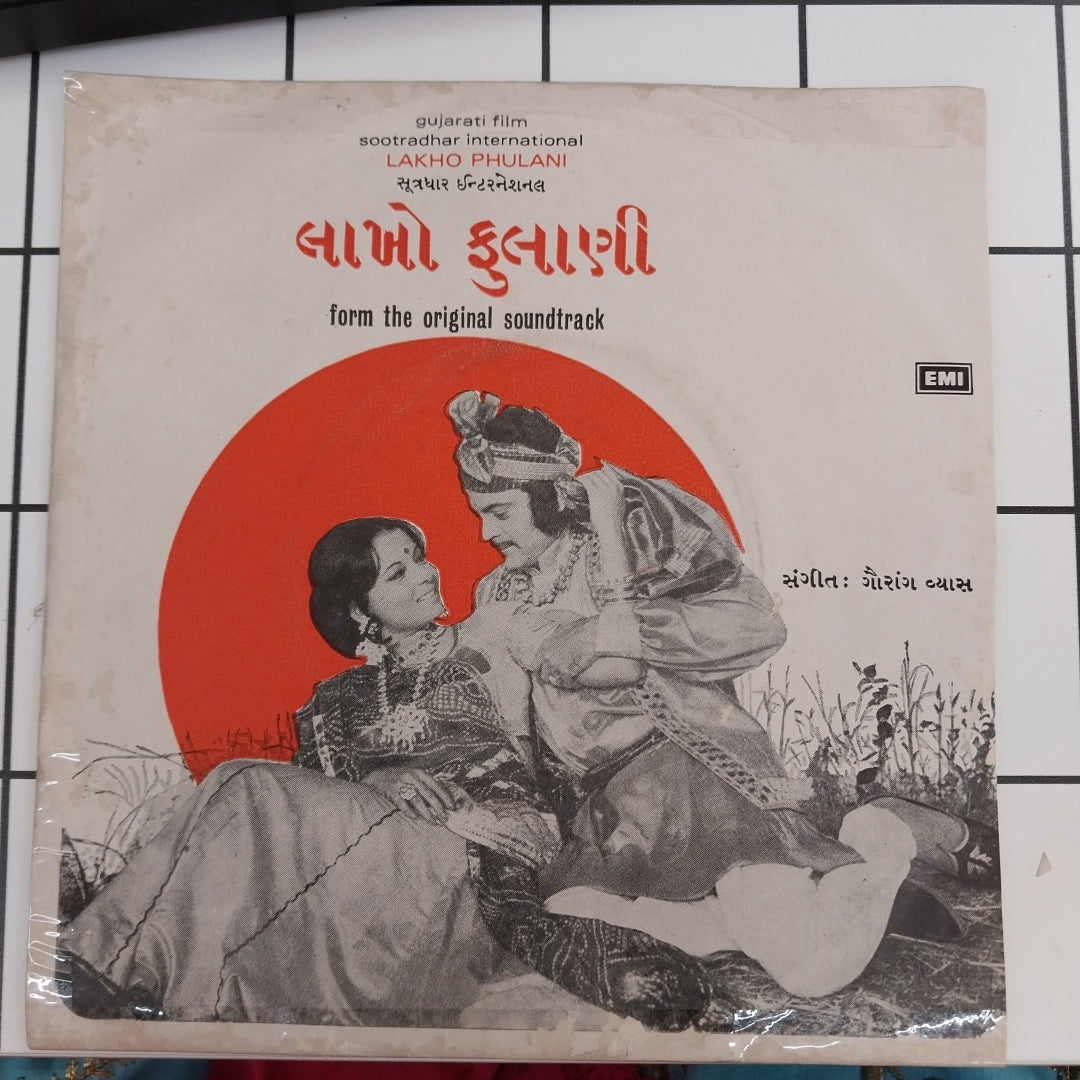 gujarati film
sootradhar international
LAKHO PHULANI
સૂત્રધાર ઈન્ટરનેશનલ
લાખો ફુલાણી
form the original soundtrack
EMI
સંગીત: ગૌરાંગ વ્યાસ